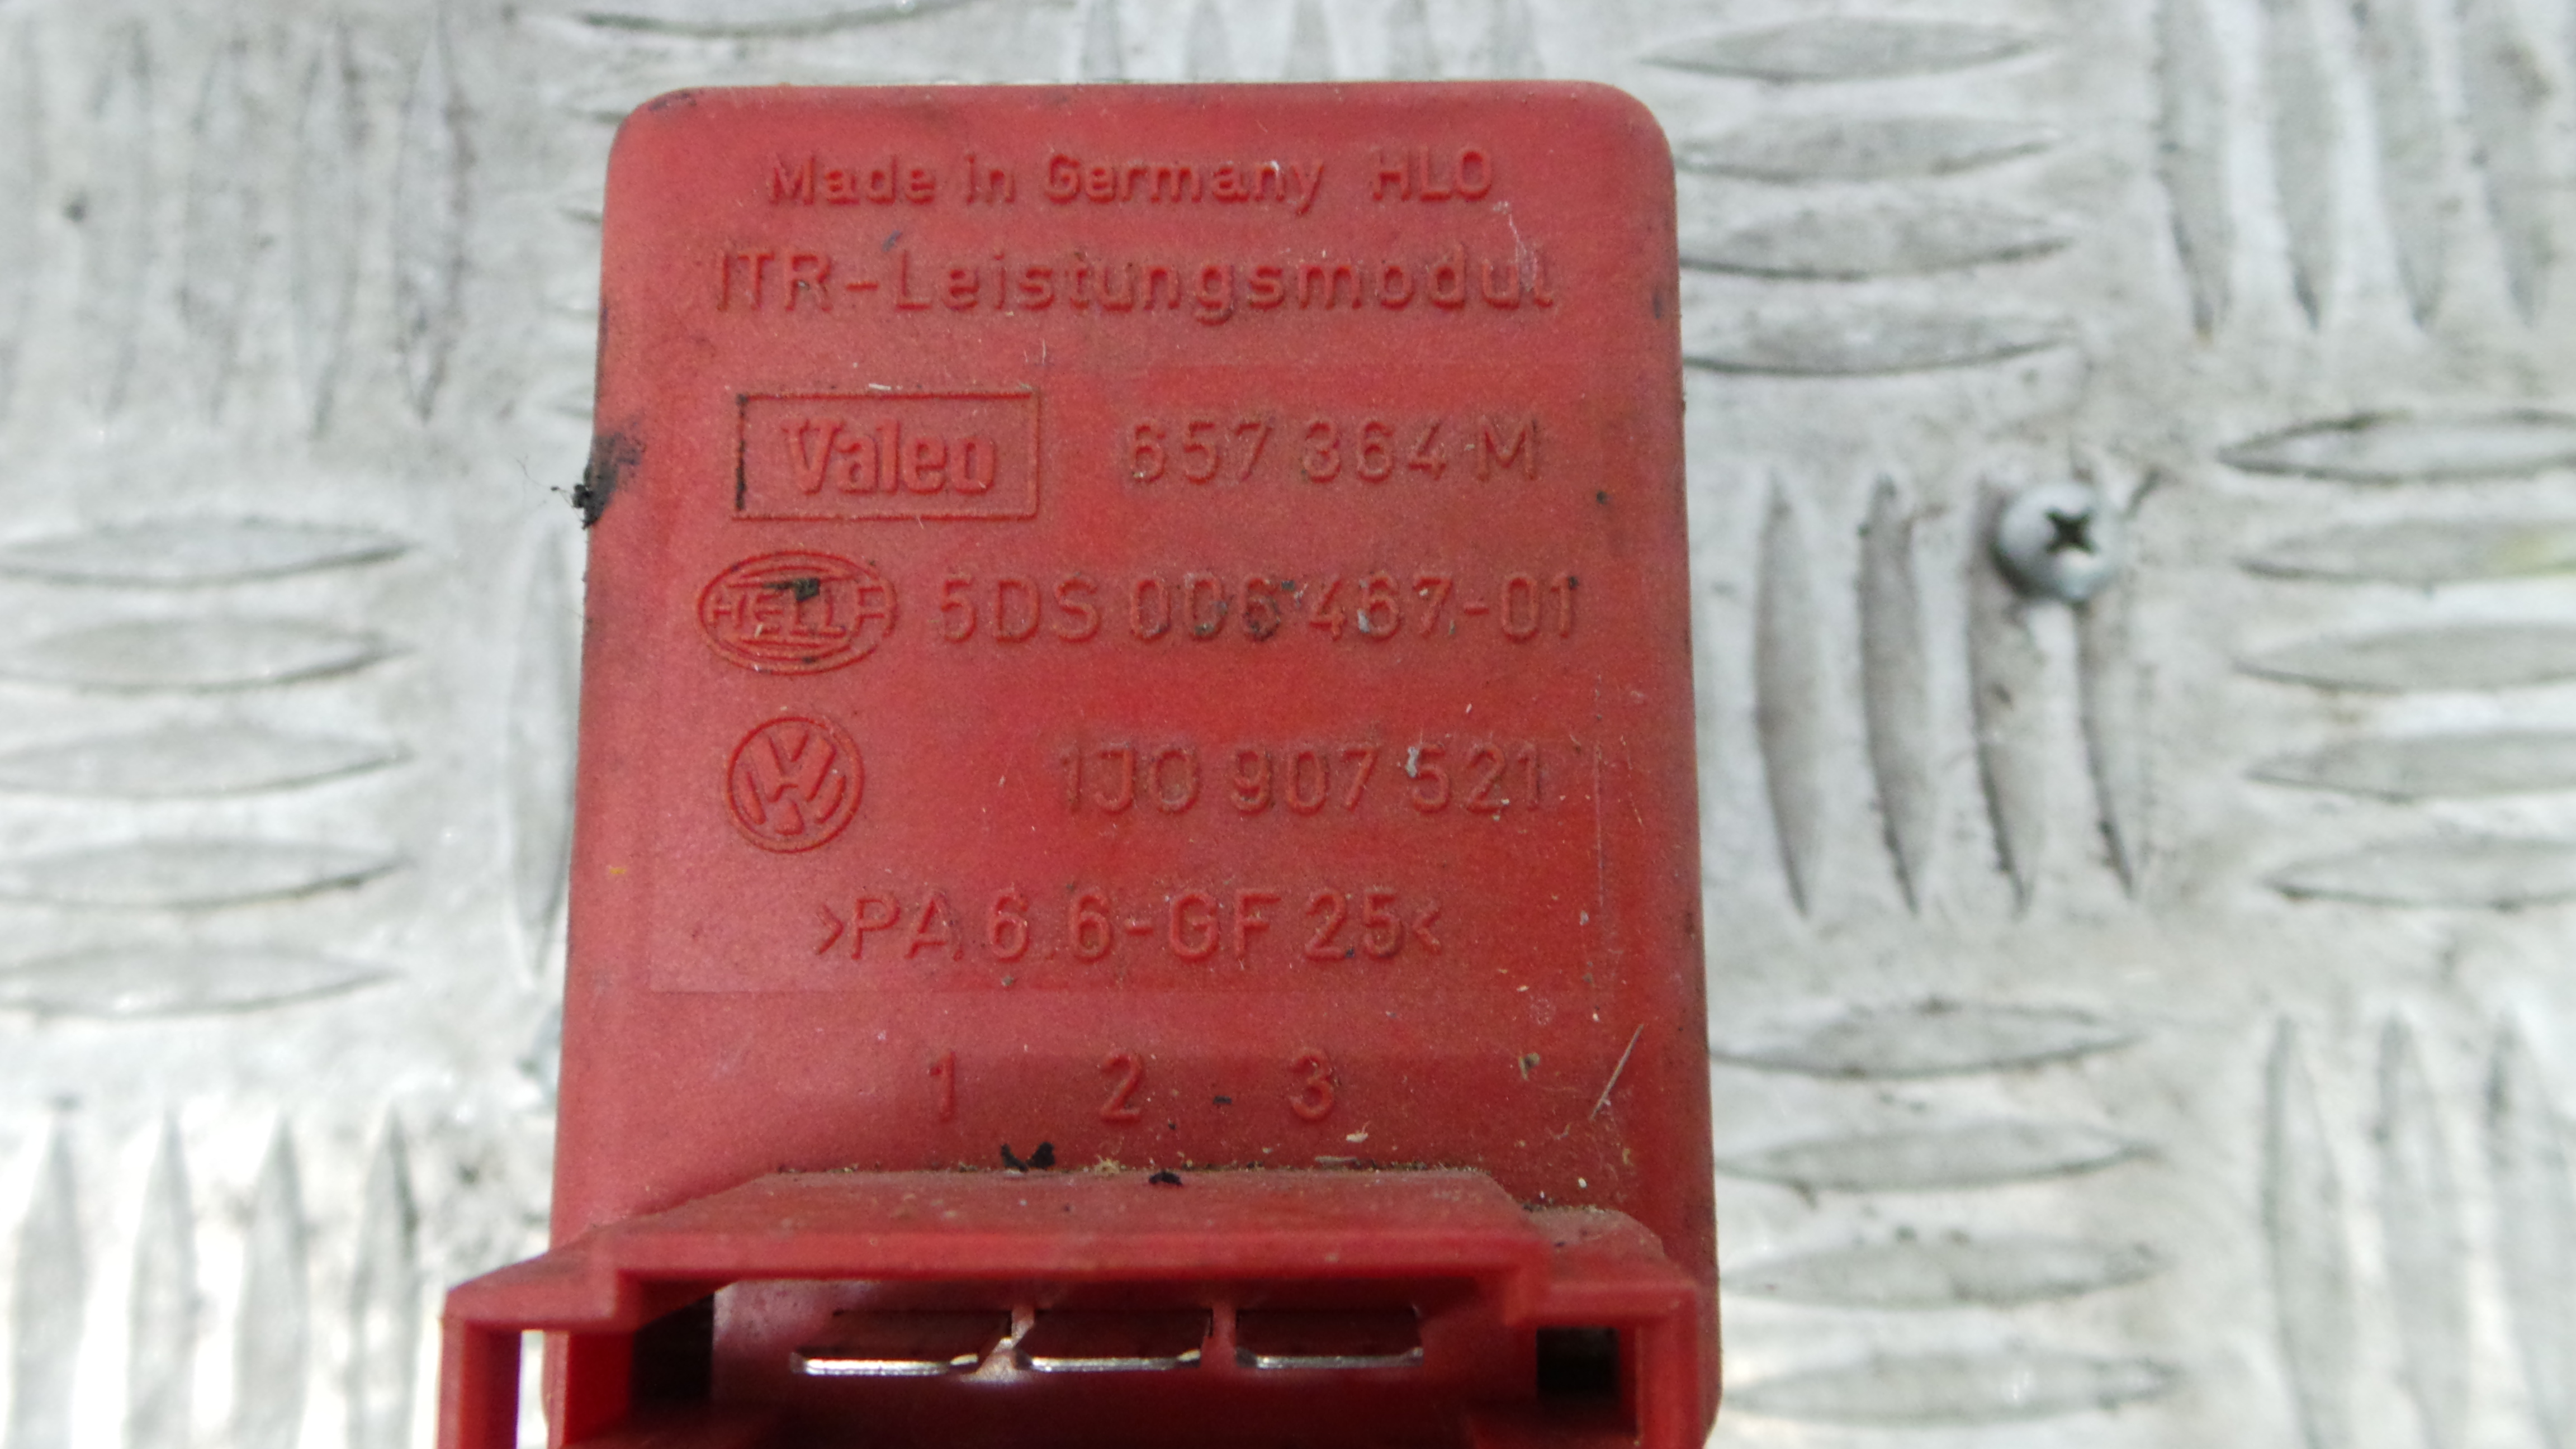 Made in Germany HLO
ITR-Leistungsmodul
Valeo 657 364 M
HELLA 5DS 006 467-01
VW 1J0 907 521
>PA 6.6-GF 25<
1 2 3